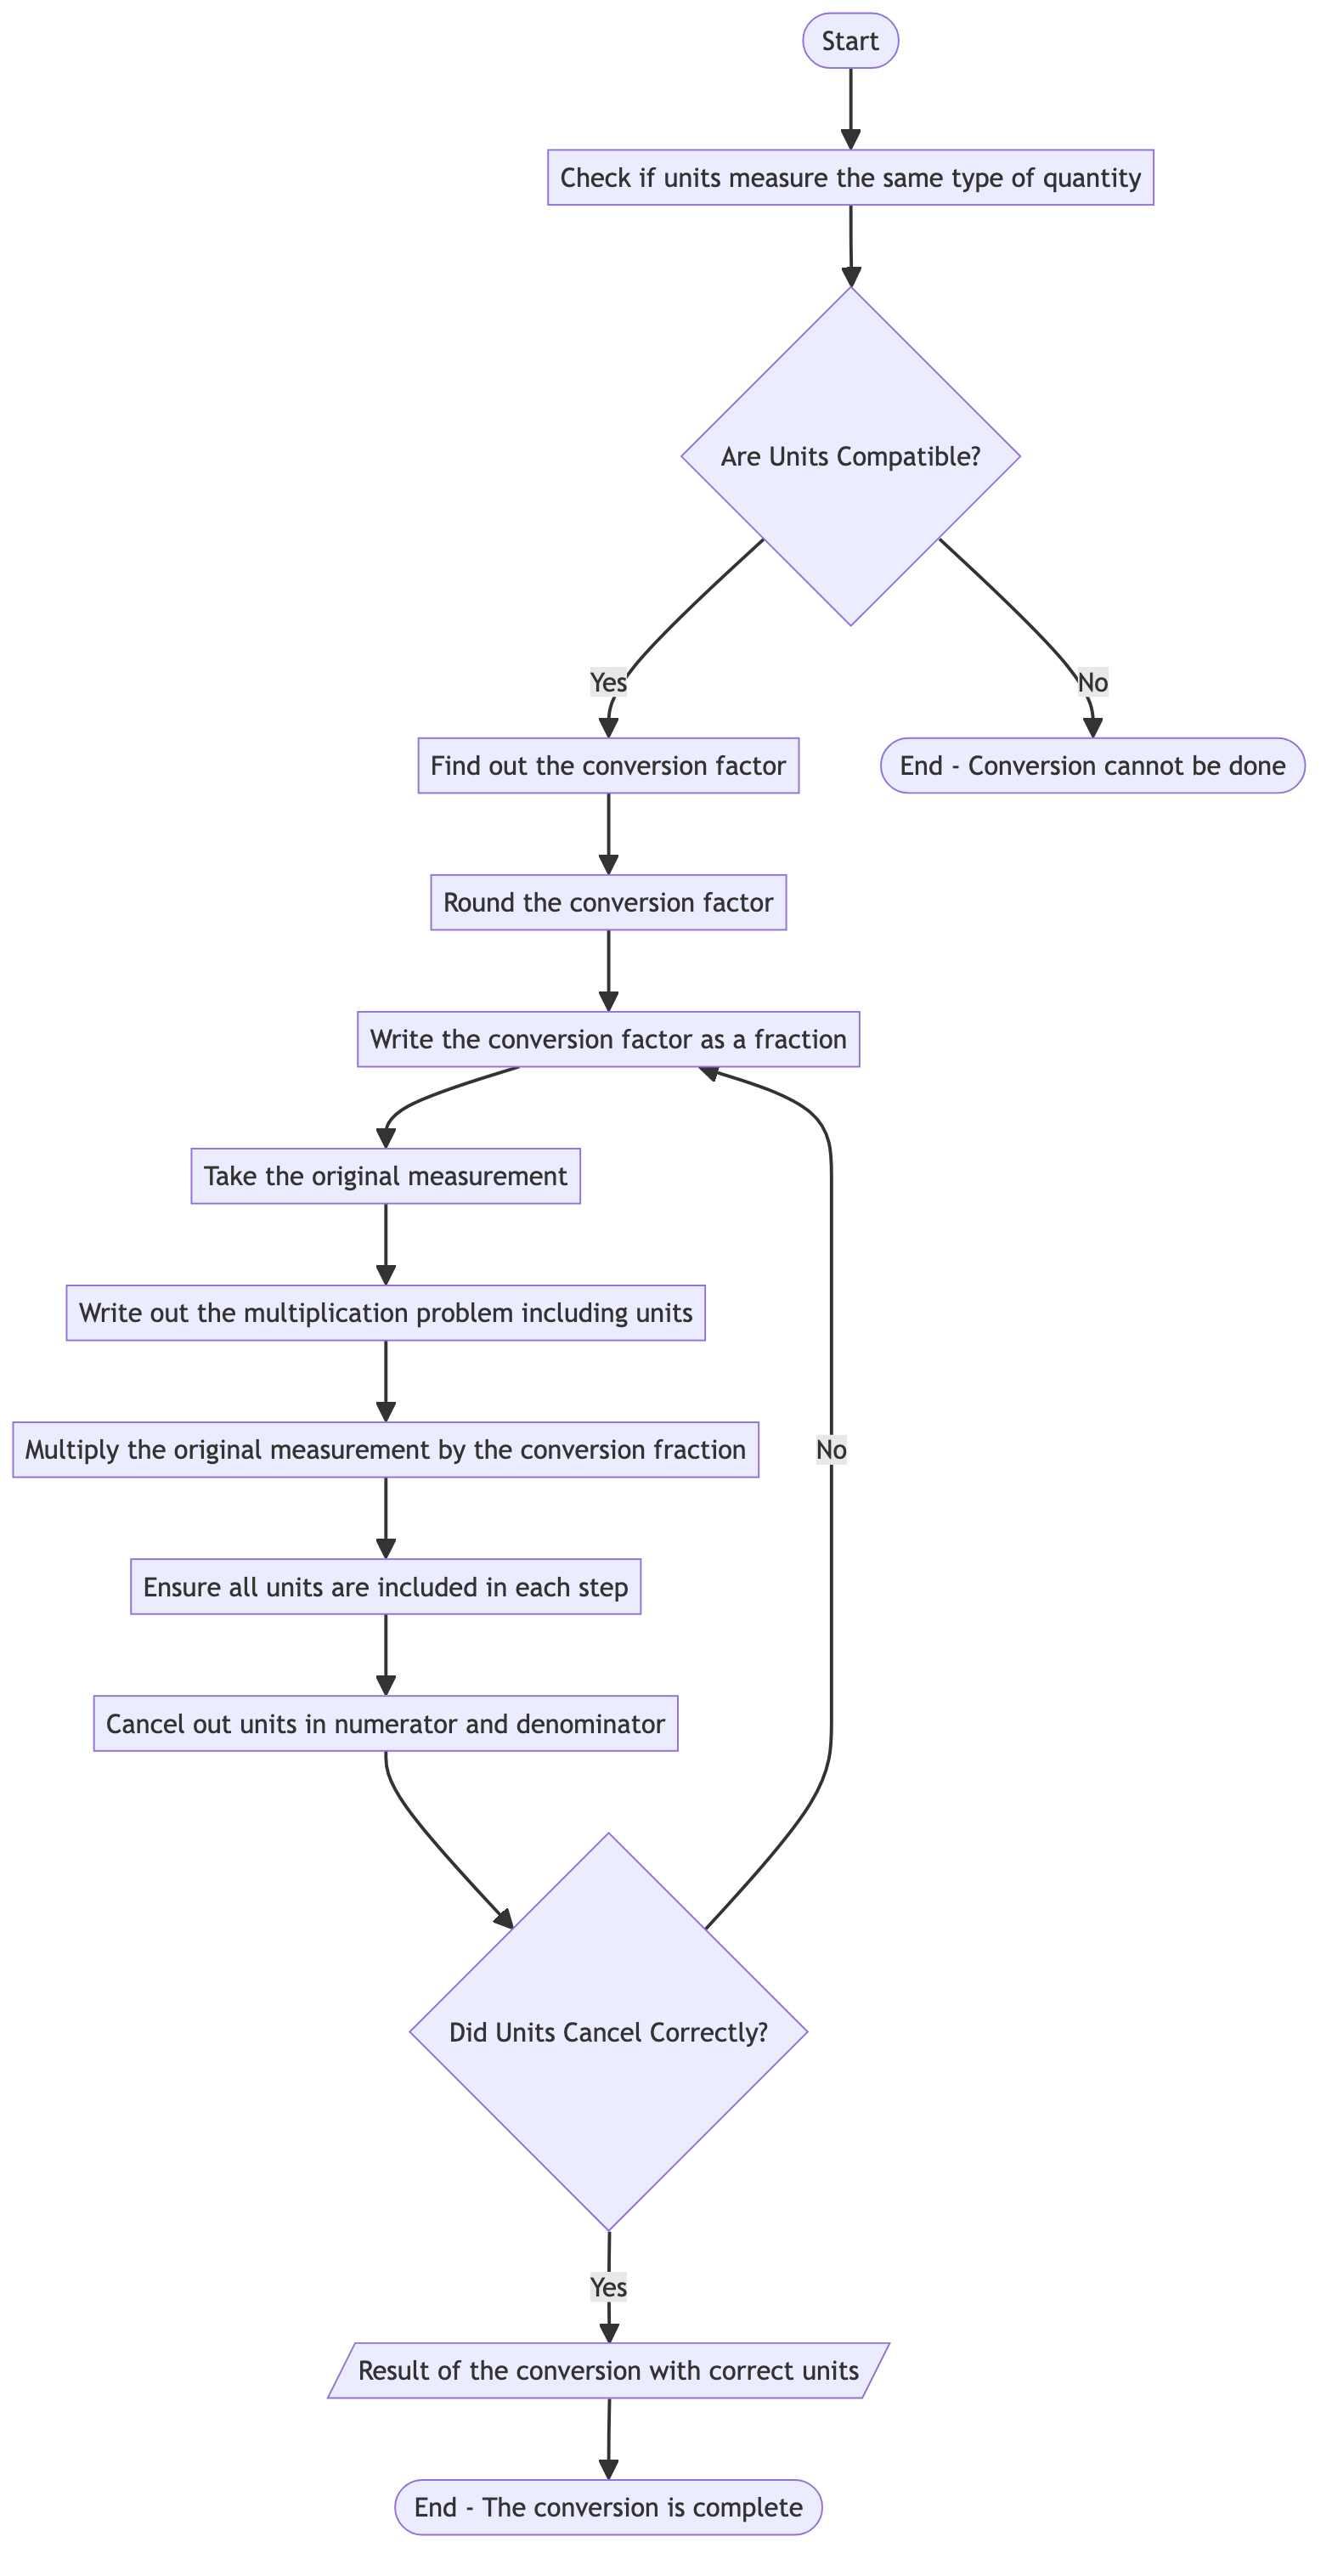 Start
Check if units measure the same type of quantity
Are Units Compatible?
Yes
No
Find out the conversion factor
End - Conversion cannot be done
Round the conversion factor
Write the conversion factor as a fraction
Take the original measurement
Write out the multiplication problem including units
Multiply the original measurement by the conversion fraction
No
Ensure all units are included in each step
Cancel out units in numerator and denominator
Did Units Cancel Correctly?
Yes
Result of the conversion with correct units
End - The conversion is complete